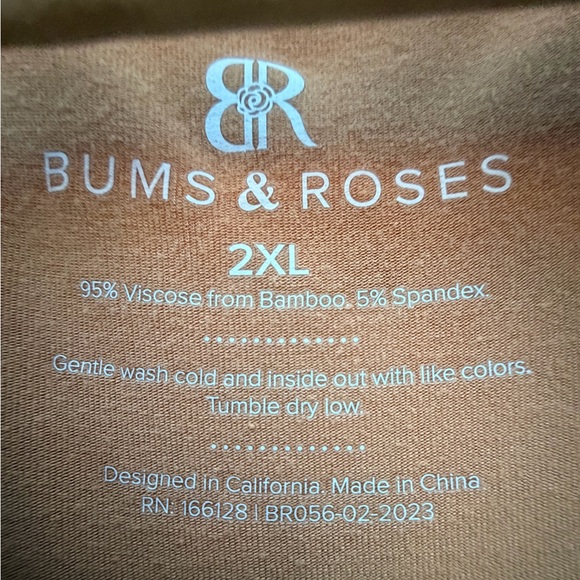 BR
BUMS & ROSES
2XL
95% Viscose from Bamboo. 5% Spandex.
Gentle wash cold and inside out with like colors.
Tumble dry low.
Designed in California. Made in China
RN: 166128 | BR056-02-2023